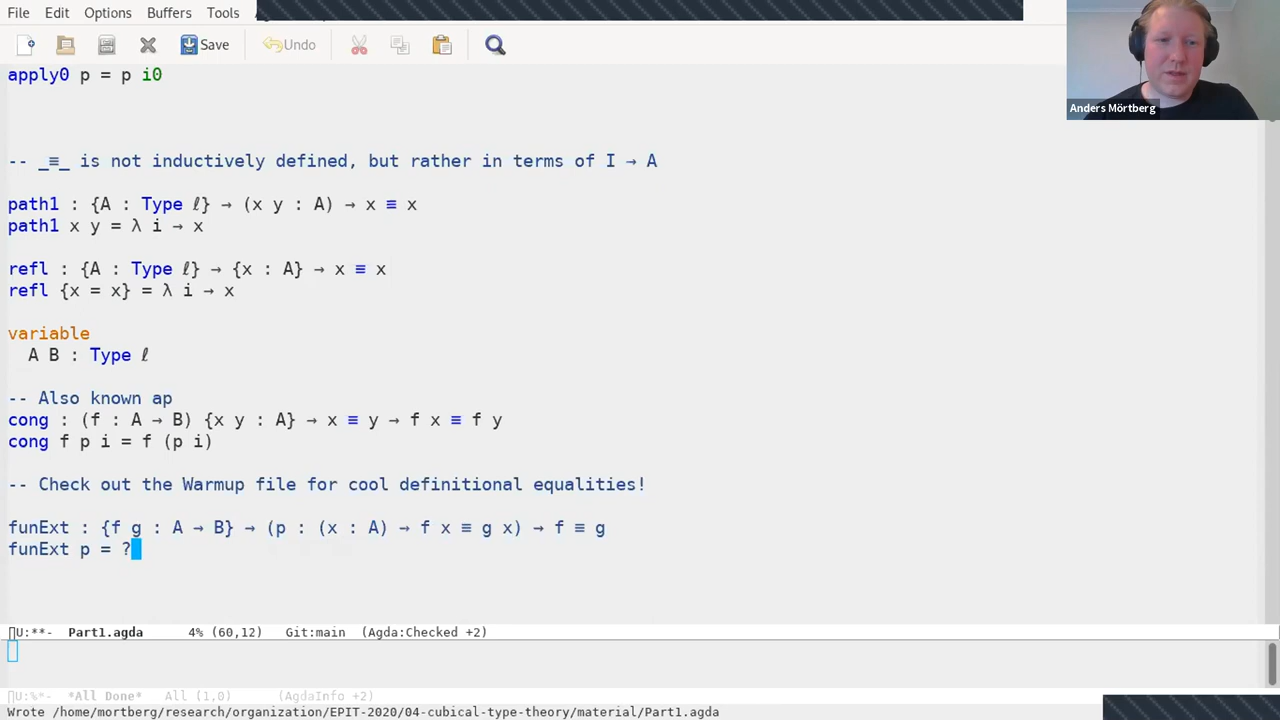 File Edit Options Buffers Tools
Save Undo
Anders Mörtberg
apply0 p = p i0
-- _≡_ is not inductively defined, but rather in terms of I → A
path1 : {A : Type ℓ} → (x y : A) → x ≡ x
path1 x y = λ i → x
refl : {A : Type ℓ} → {x : A} → x ≡ x
refl {x = x} = λ i → x
variable
A B : Type ℓ
-- Also known ap
cong : (f : A → B) {x y : A} → x ≡ y → f x ≡ f y
cong f p i = f (p i)
-- Check out the Warmup file for cool definitional equalities!
funExt : {f g : A → B} → (p : (x : A) → f x ≡ g x) → f ≡ g
funExt p = ?
U:**- Part1.agda 4% (60,12) Git:main (Agda:Checked +2)
U:%*- *All Done* All (1,0) (AgdaInfo +2)
Wrote /home/mortberg/research/organization/EPIT-2020/04-cubical-type-theory/material/Part1.agda